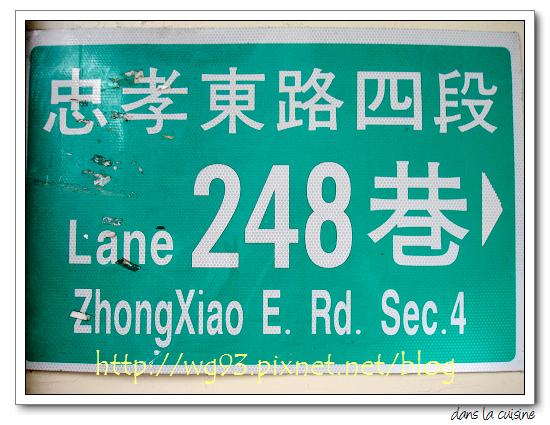 忠孝東路四段
Lane 248巷
ZhongXiao E. Rd. Sec.4
http://wg93.pixnet.net/blog
dans la cuisine